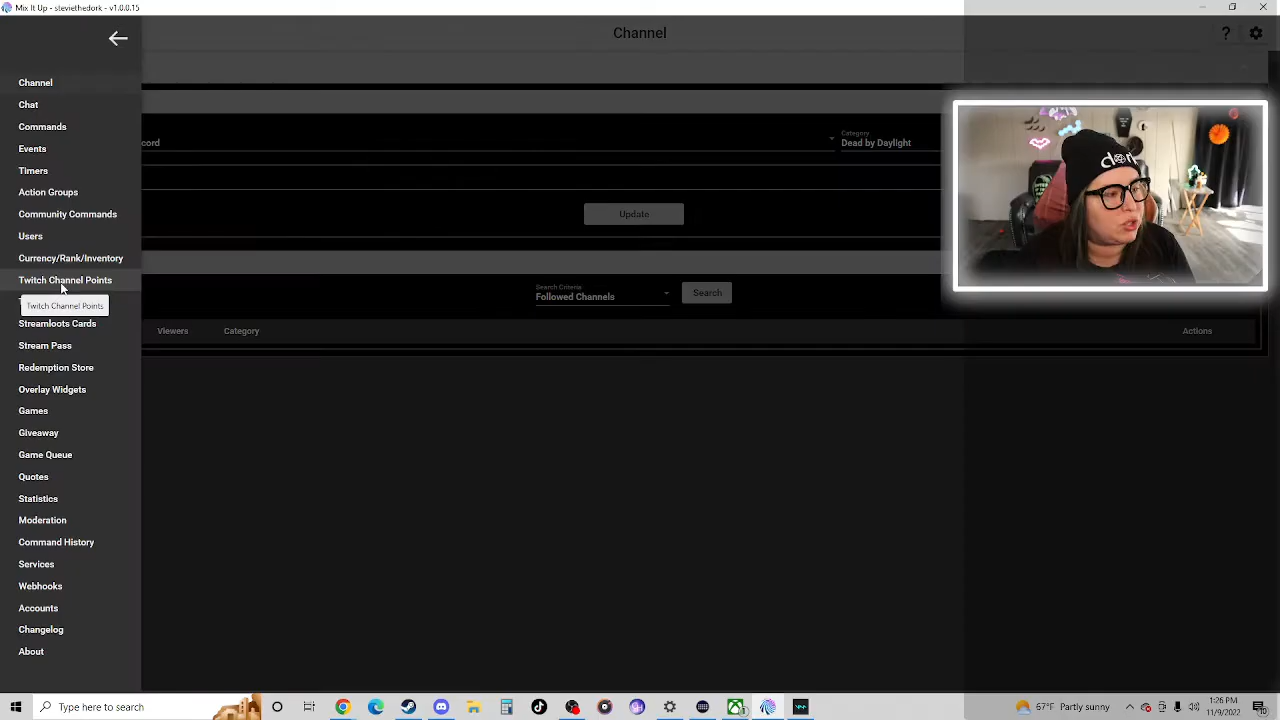 Mix It Up - steviethedork - v1.0.0.15
Channel
?
Channel
Chat
Commands
Events
Timers
Action Groups
Community Commands
Users
Currency/Rank/Inventory
Twitch Channel Points
Twitch Channel Points
Streamloots Cards
Stream Pass
Redemption Store
Overlay Widgets
Games
Giveaway
Game Queue
Quotes
Statistics
Moderation
Command History
Services
Webhooks
Accounts
Changelog
About
cord
Category
Dead by Daylight
Update
Search Criteria:
Followed Channels
Search
Viewers Category Actions
Type here to search
67°F Partly sunny
1:26 PM
11/9/2022